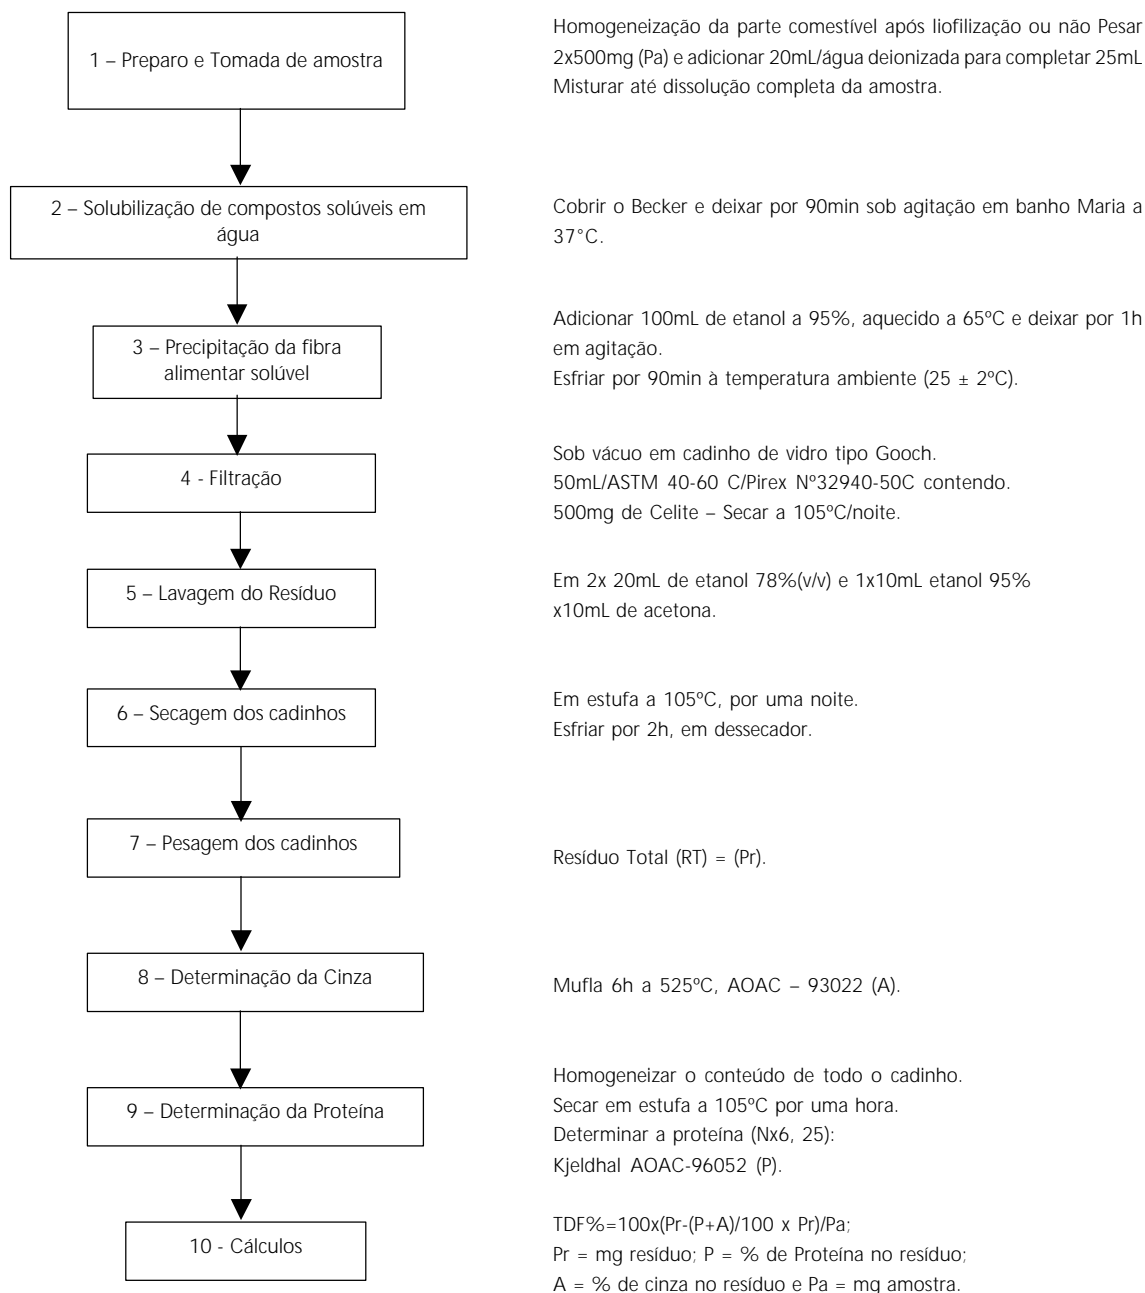 1 – Preparo e Tomada de amostra
Homogeneização da parte comestível após liofilização ou não Pesar
2x500mg (Pa) e adicionar 20mL/água deionizada para completar 25mL
Misturar até dissolução completa da amostra.
2 – Solubilização de compostos solúveis em
água
Cobrir o Becker e deixar por 90min sob agitação em banho Maria a
37°C.
3 – Precipitação da fibra
alimentar solúvel
Adicionar 100mL de etanol a 95%, aquecido a 65ºC e deixar por 1h
em agitação.
Esfriar por 90min à temperatura ambiente (25 ± 2ºC).
4 - Filtração
Sob vácuo em cadinho de vidro tipo Gooch.
50mL/ASTM 40-60 C/Pirex Nº32940-50C contendo.
500mg de Celite – Secar a 105ºC/noite.
5 – Lavagem do Resíduo
Em 2x 20mL de etanol 78%(v/v) e 1x10mL etanol 95%
x10mL de acetona.
6 – Secagem dos cadinhos
Em estufa a 105ºC, por uma noite.
Esfriar por 2h, em dessecador.
7 – Pesagem dos cadinhos
Resíduo Total (RT) = (Pr).
8 – Determinação da Cinza
Mufla 6h a 525ºC, AOAC – 93022 (A).
9 – Determinação da Proteína
Homogeneizar o conteúdo de todo o cadinho.
Secar em estufa a 105ºC por uma hora.
Determinar a proteína (Nx6, 25):
Kjeldhal AOAC-96052 (P).
10 - Cálculos
TDF%=100x(Pr-(P+A)/100 x Pr)/Pa;
Pr = mg resíduo; P = % de Proteína no resíduo;
A = % de cinza no resíduo e Pa = mg amostra.